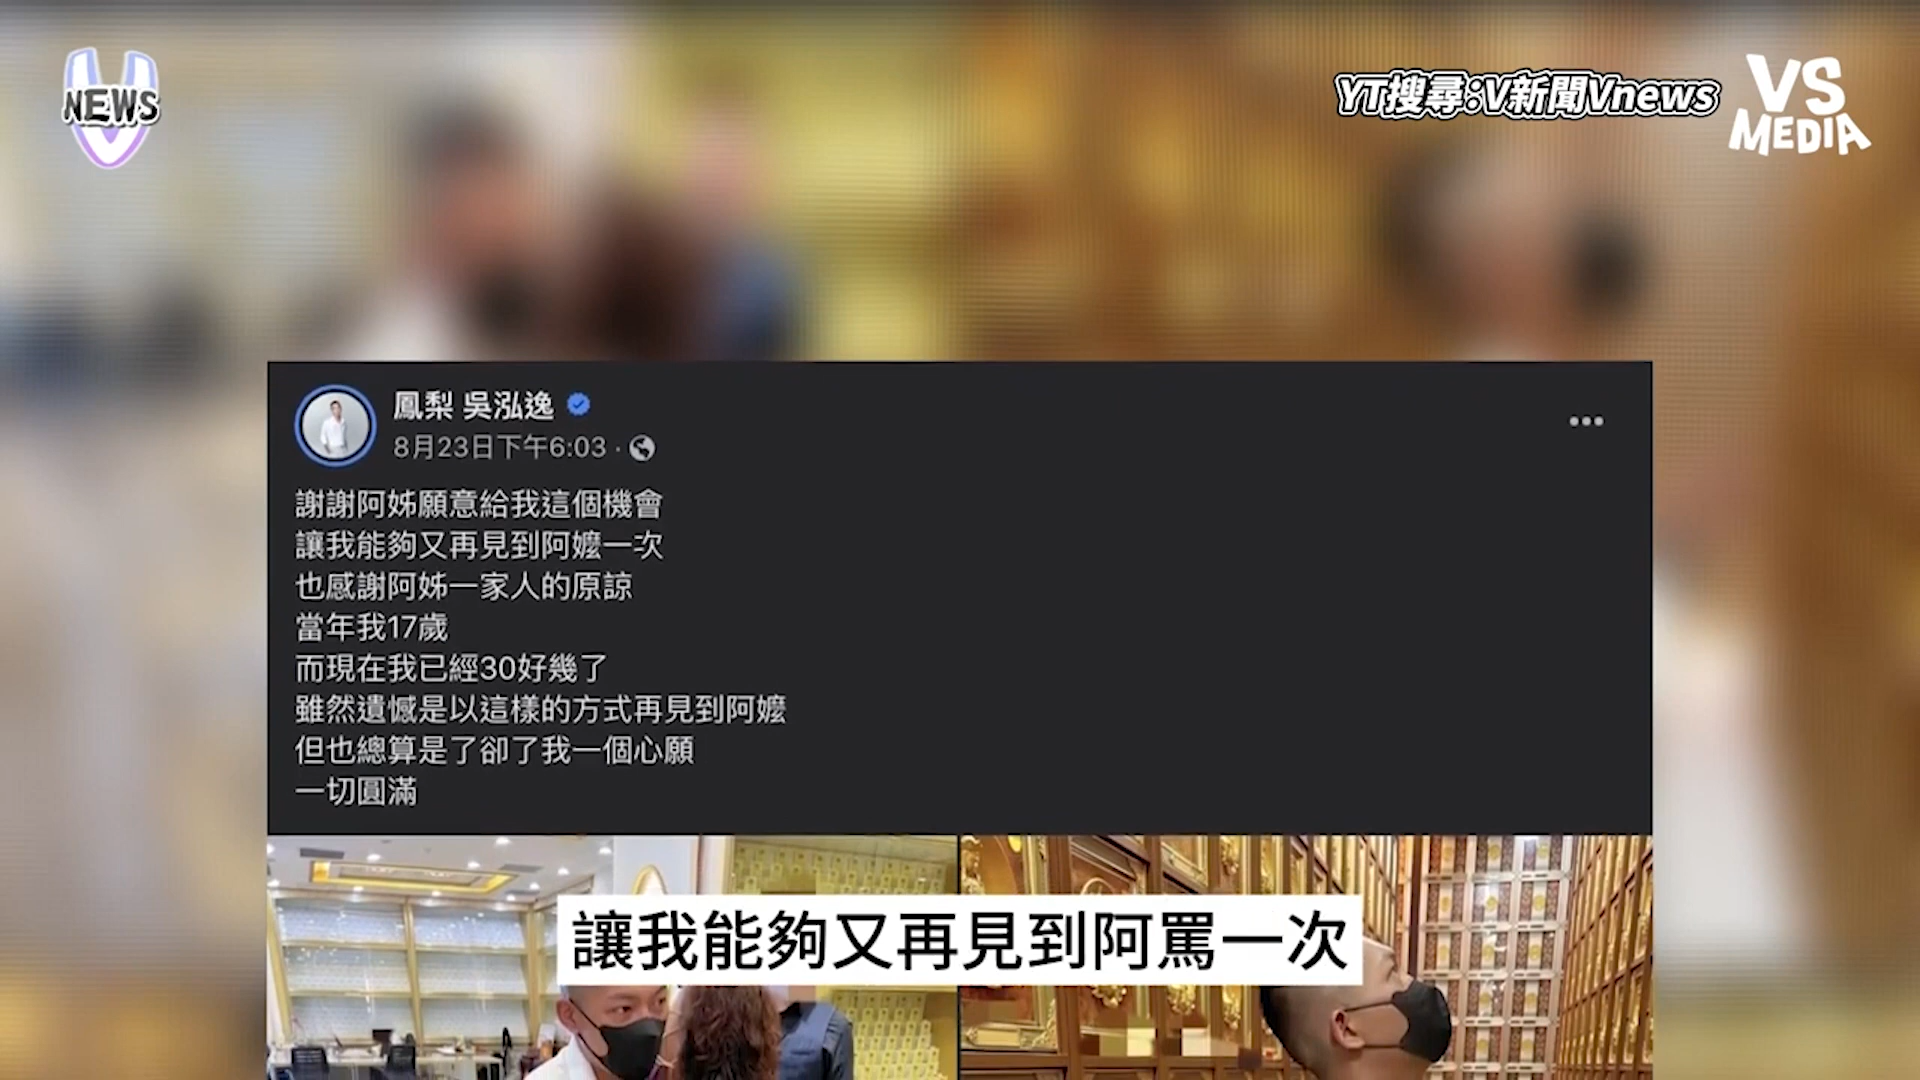 NEWS
YT搜尋:V新聞Vnews
VS
MEDIA
鳳梨 吳泓逸
8月23日下午6:03 ·
謝謝阿姊願意給我這個機會
讓我能夠又再見到阿嬤一次
也感謝阿姊一家人的原諒
當年我17歲
而現在我已經30好幾了
雖然遺憾是以這樣的方式再見到阿嬤
但也總算是了卻了我一個心願
一切圓滿
讓我能夠又再見到阿罵一次